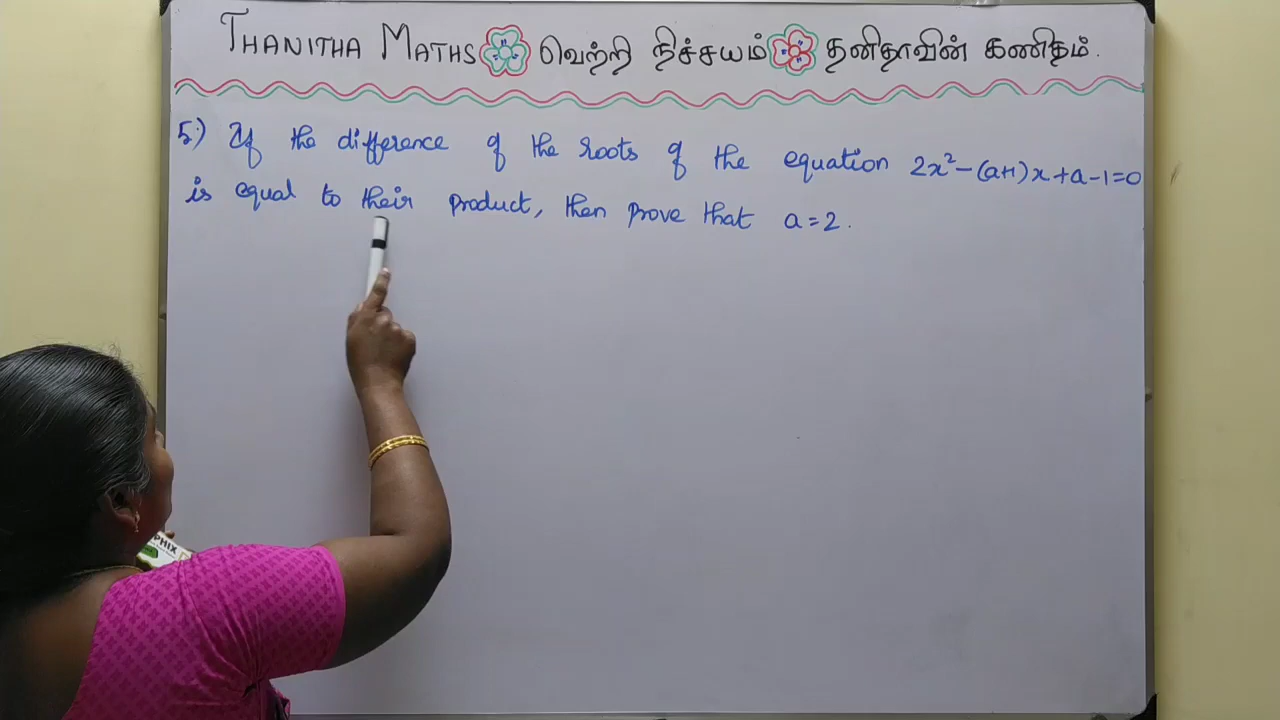 THANITHA MATHS வெற்றி நிச்சயம் தனிதாவின் கணிதம்.
5) If the difference of the roots of the equation 2x² - (a+1)x + a - 1 = 0
is equal to their product, then prove that a = 2.
PHIX